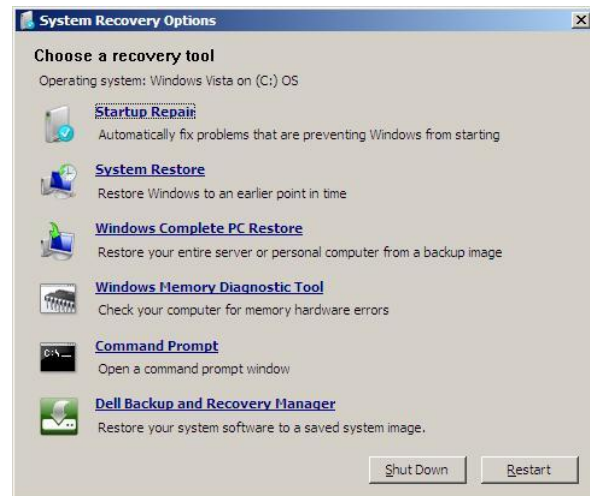 System Recovery Options
Choose a recovery tool
Operating system: Windows Vista on (C:) OS
Startup Repair
Automatically fix problems that are preventing Windows from starting
System Restore
Restore Windows to an earlier point in time
Windows Complete PC Restore
Restore your entire server or personal computer from a backup image
Windows Memory Diagnostic Tool
Check your computer for memory hardware errors
C:\_
Command Prompt
Open a command prompt window
Dell Backup and Recovery Manager
Restore your system software to a saved system image.
Shut Down Restart